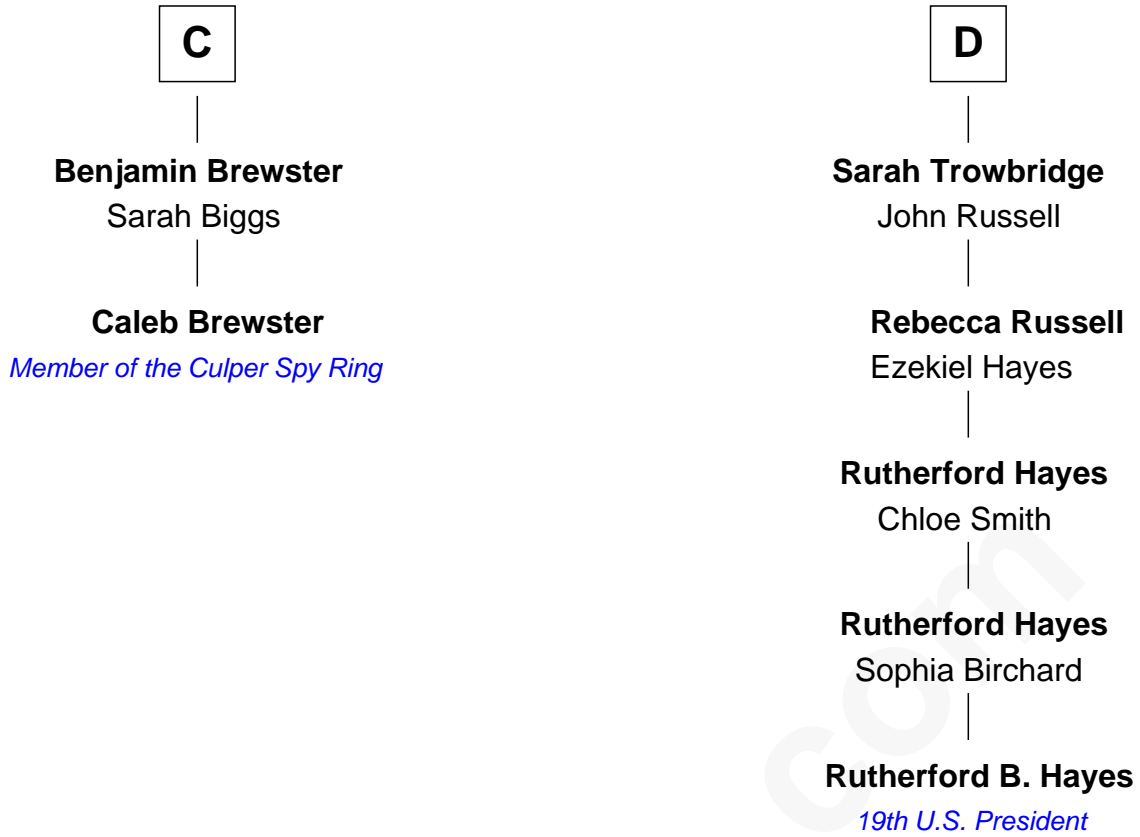 C
Benjamin Brewster
Sarah Biggs
Caleb Brewster
Member of the Culper Spy Ring
D
Sarah Trowbridge
John Russell
Rebecca Russell
Ezekiel Hayes
Rutherford Hayes
Chloe Smith
Rutherford Hayes
Sophia Birchard
Rutherford B. Hayes
19th U.S. President
com